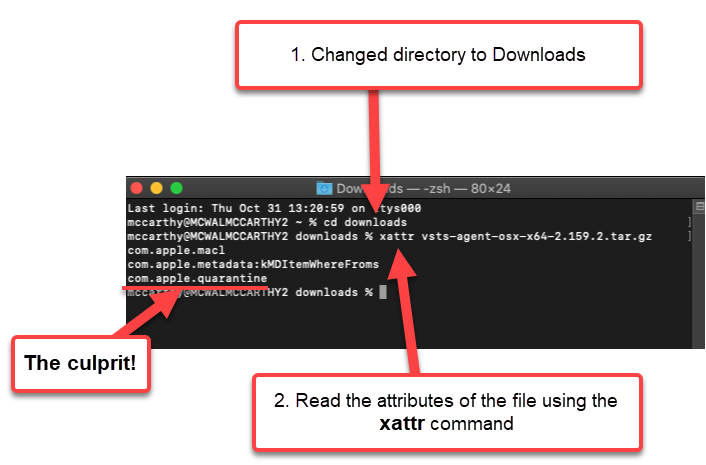 1. Changed directory to Downloads
Downloads — -zsh — 80×24
Last login: Thu Oct 31 13:20:59 on ttys000
mccarthy@MCWALMCCARTHY2 ~ % cd downloads
mccarthy@MCWALMCCARTHY2 downloads % xattr vsts-agent-osx-x64-2.159.2.tar.gz
com.apple.macl
com.apple.metadata:kMDItemWhereFroms
com.apple.quarantine
mccarthy@MCWALMCCARTHY2 downloads %
The culprit!
2. Read the attributes of the file using the
xattr command